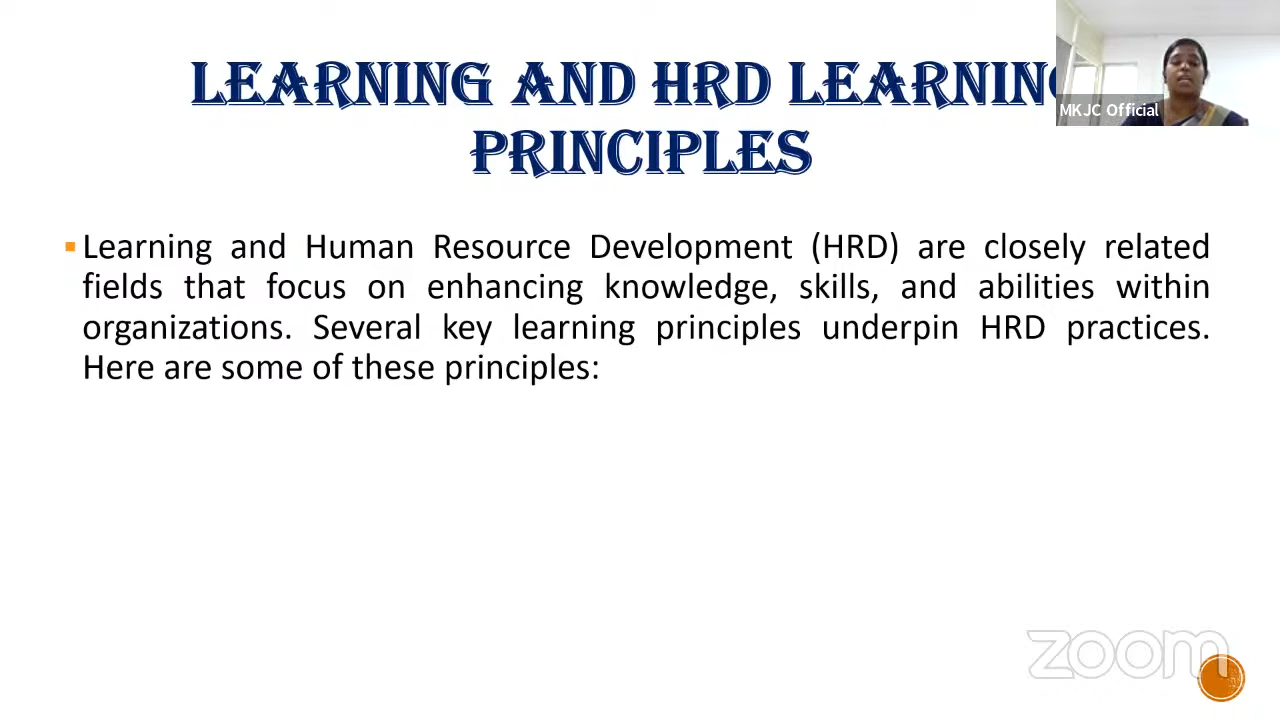 LEARNING AND HRD LEARNING
PRINCIPLES
MKJC Official
▪Learning and Human Resource Development (HRD) are closely related
fields that focus on enhancing knowledge, skills, and abilities within
organizations. Several key learning principles underpin HRD practices.
Here are some of these principles:
zoom